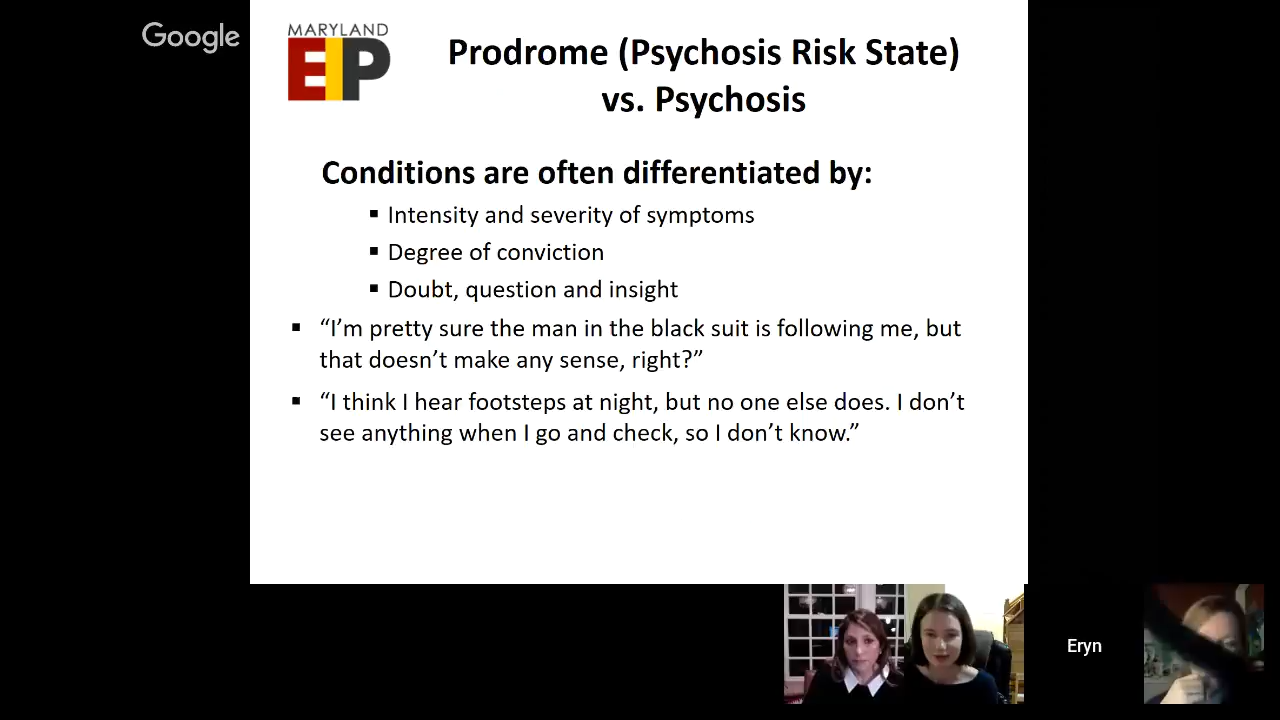 Google
MARYLAND
EIP
Prodrome (Psychosis Risk State)
vs. Psychosis
Conditions are often differentiated by:
▪ Intensity and severity of symptoms
▪ Degree of conviction
▪ Doubt, question and insight
▪ “I’m pretty sure the man in the black suit is following me, but
that doesn’t make any sense, right?”
▪ “I think I hear footsteps at night, but no one else does. I don’t
see anything when I go and check, so I don’t know.”
Eryn